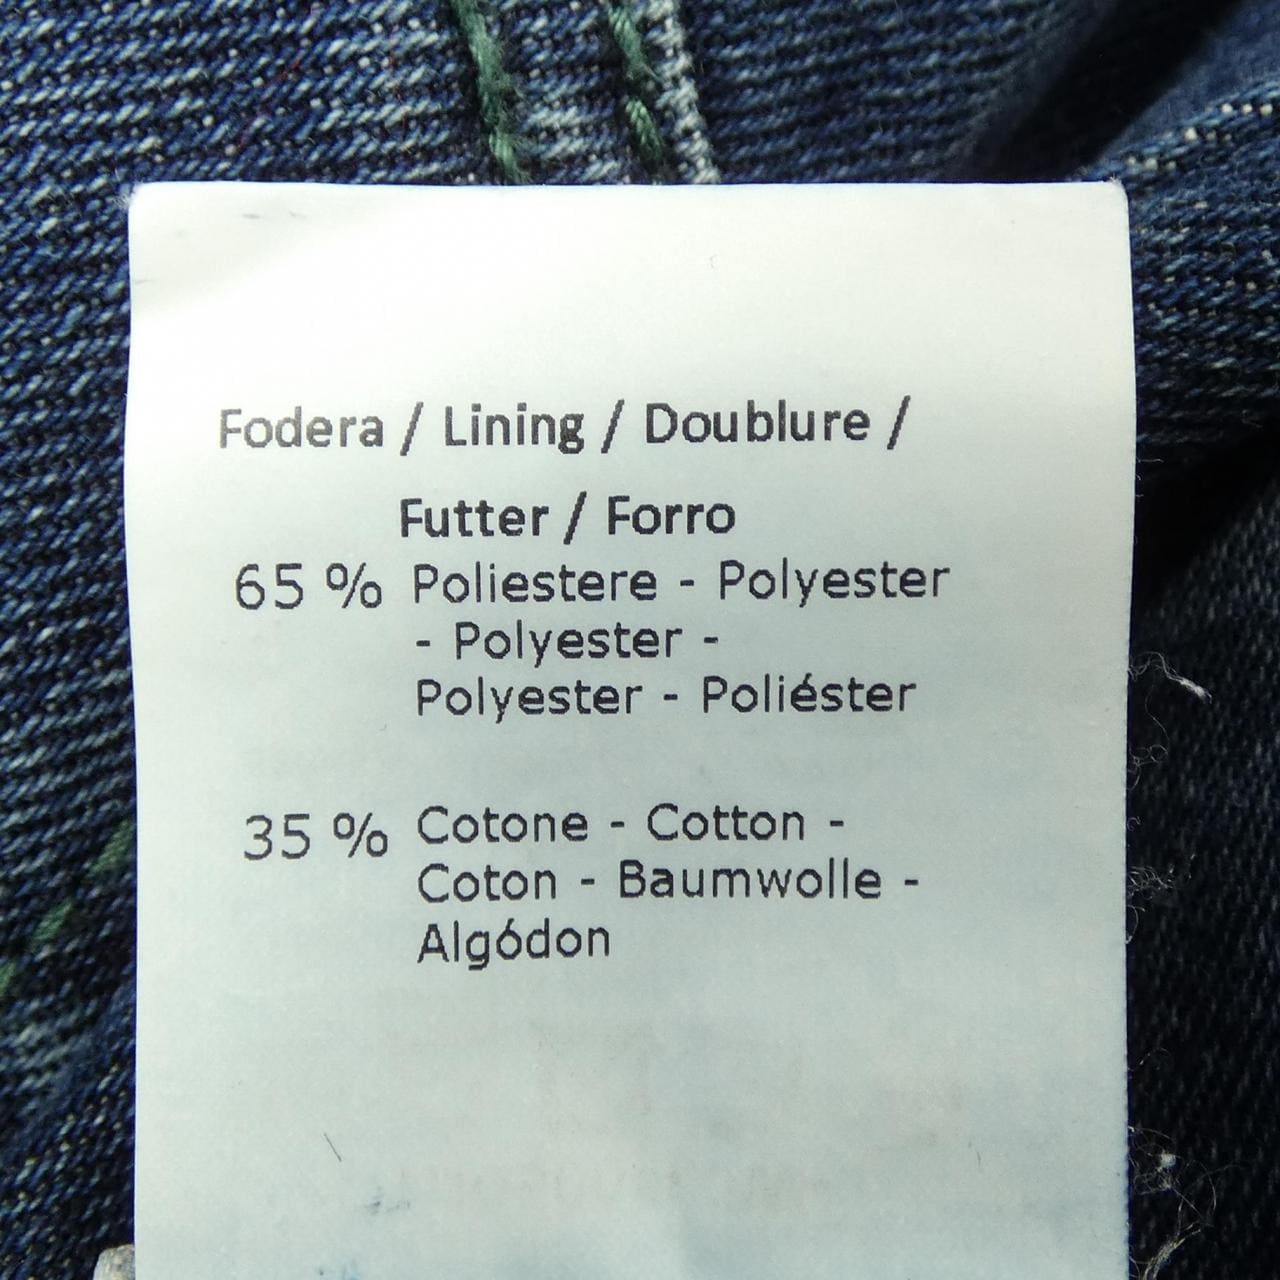 Fodera / Lining / Doublure /
Futter / Forro
65 % Poliestere - Polyester
- Polyester -
Polyester - Poliéster
35 % Cotone - Cotton -
Coton - Baumwolle -
Algódon